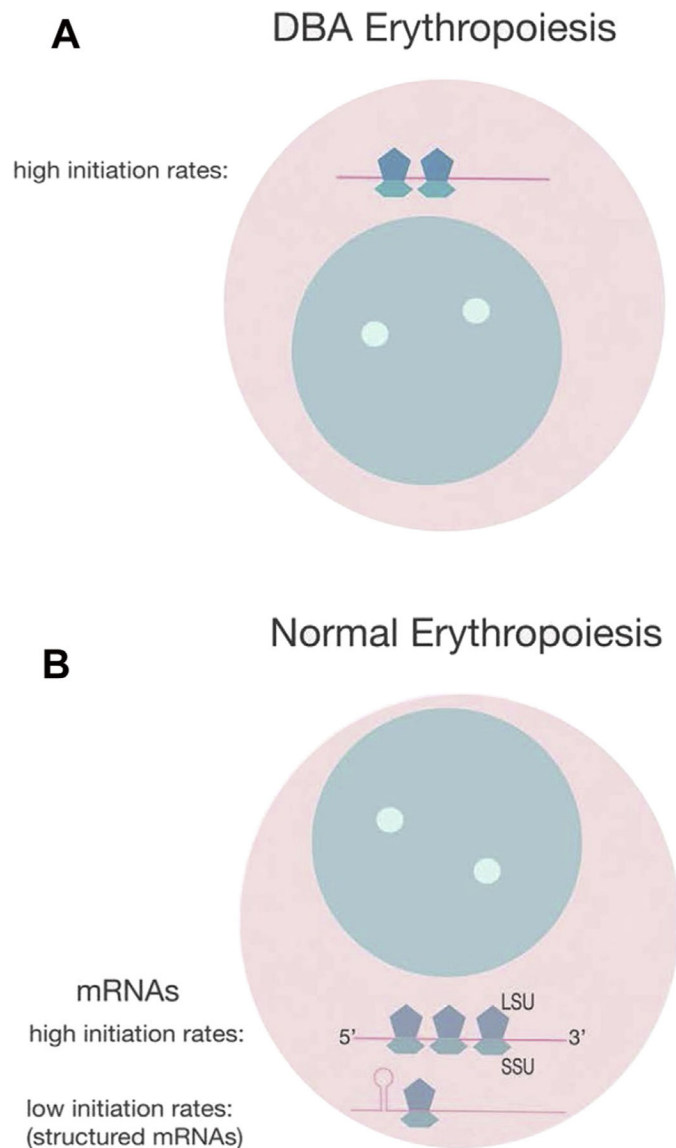 A
DBA Erythropoiesis
high initiation rates:
B
Normal Erythropoiesis
mRNAs
LSU
high initiation rates:
5’
3’
SSU
low initiation rates:
(structured mRNAs)